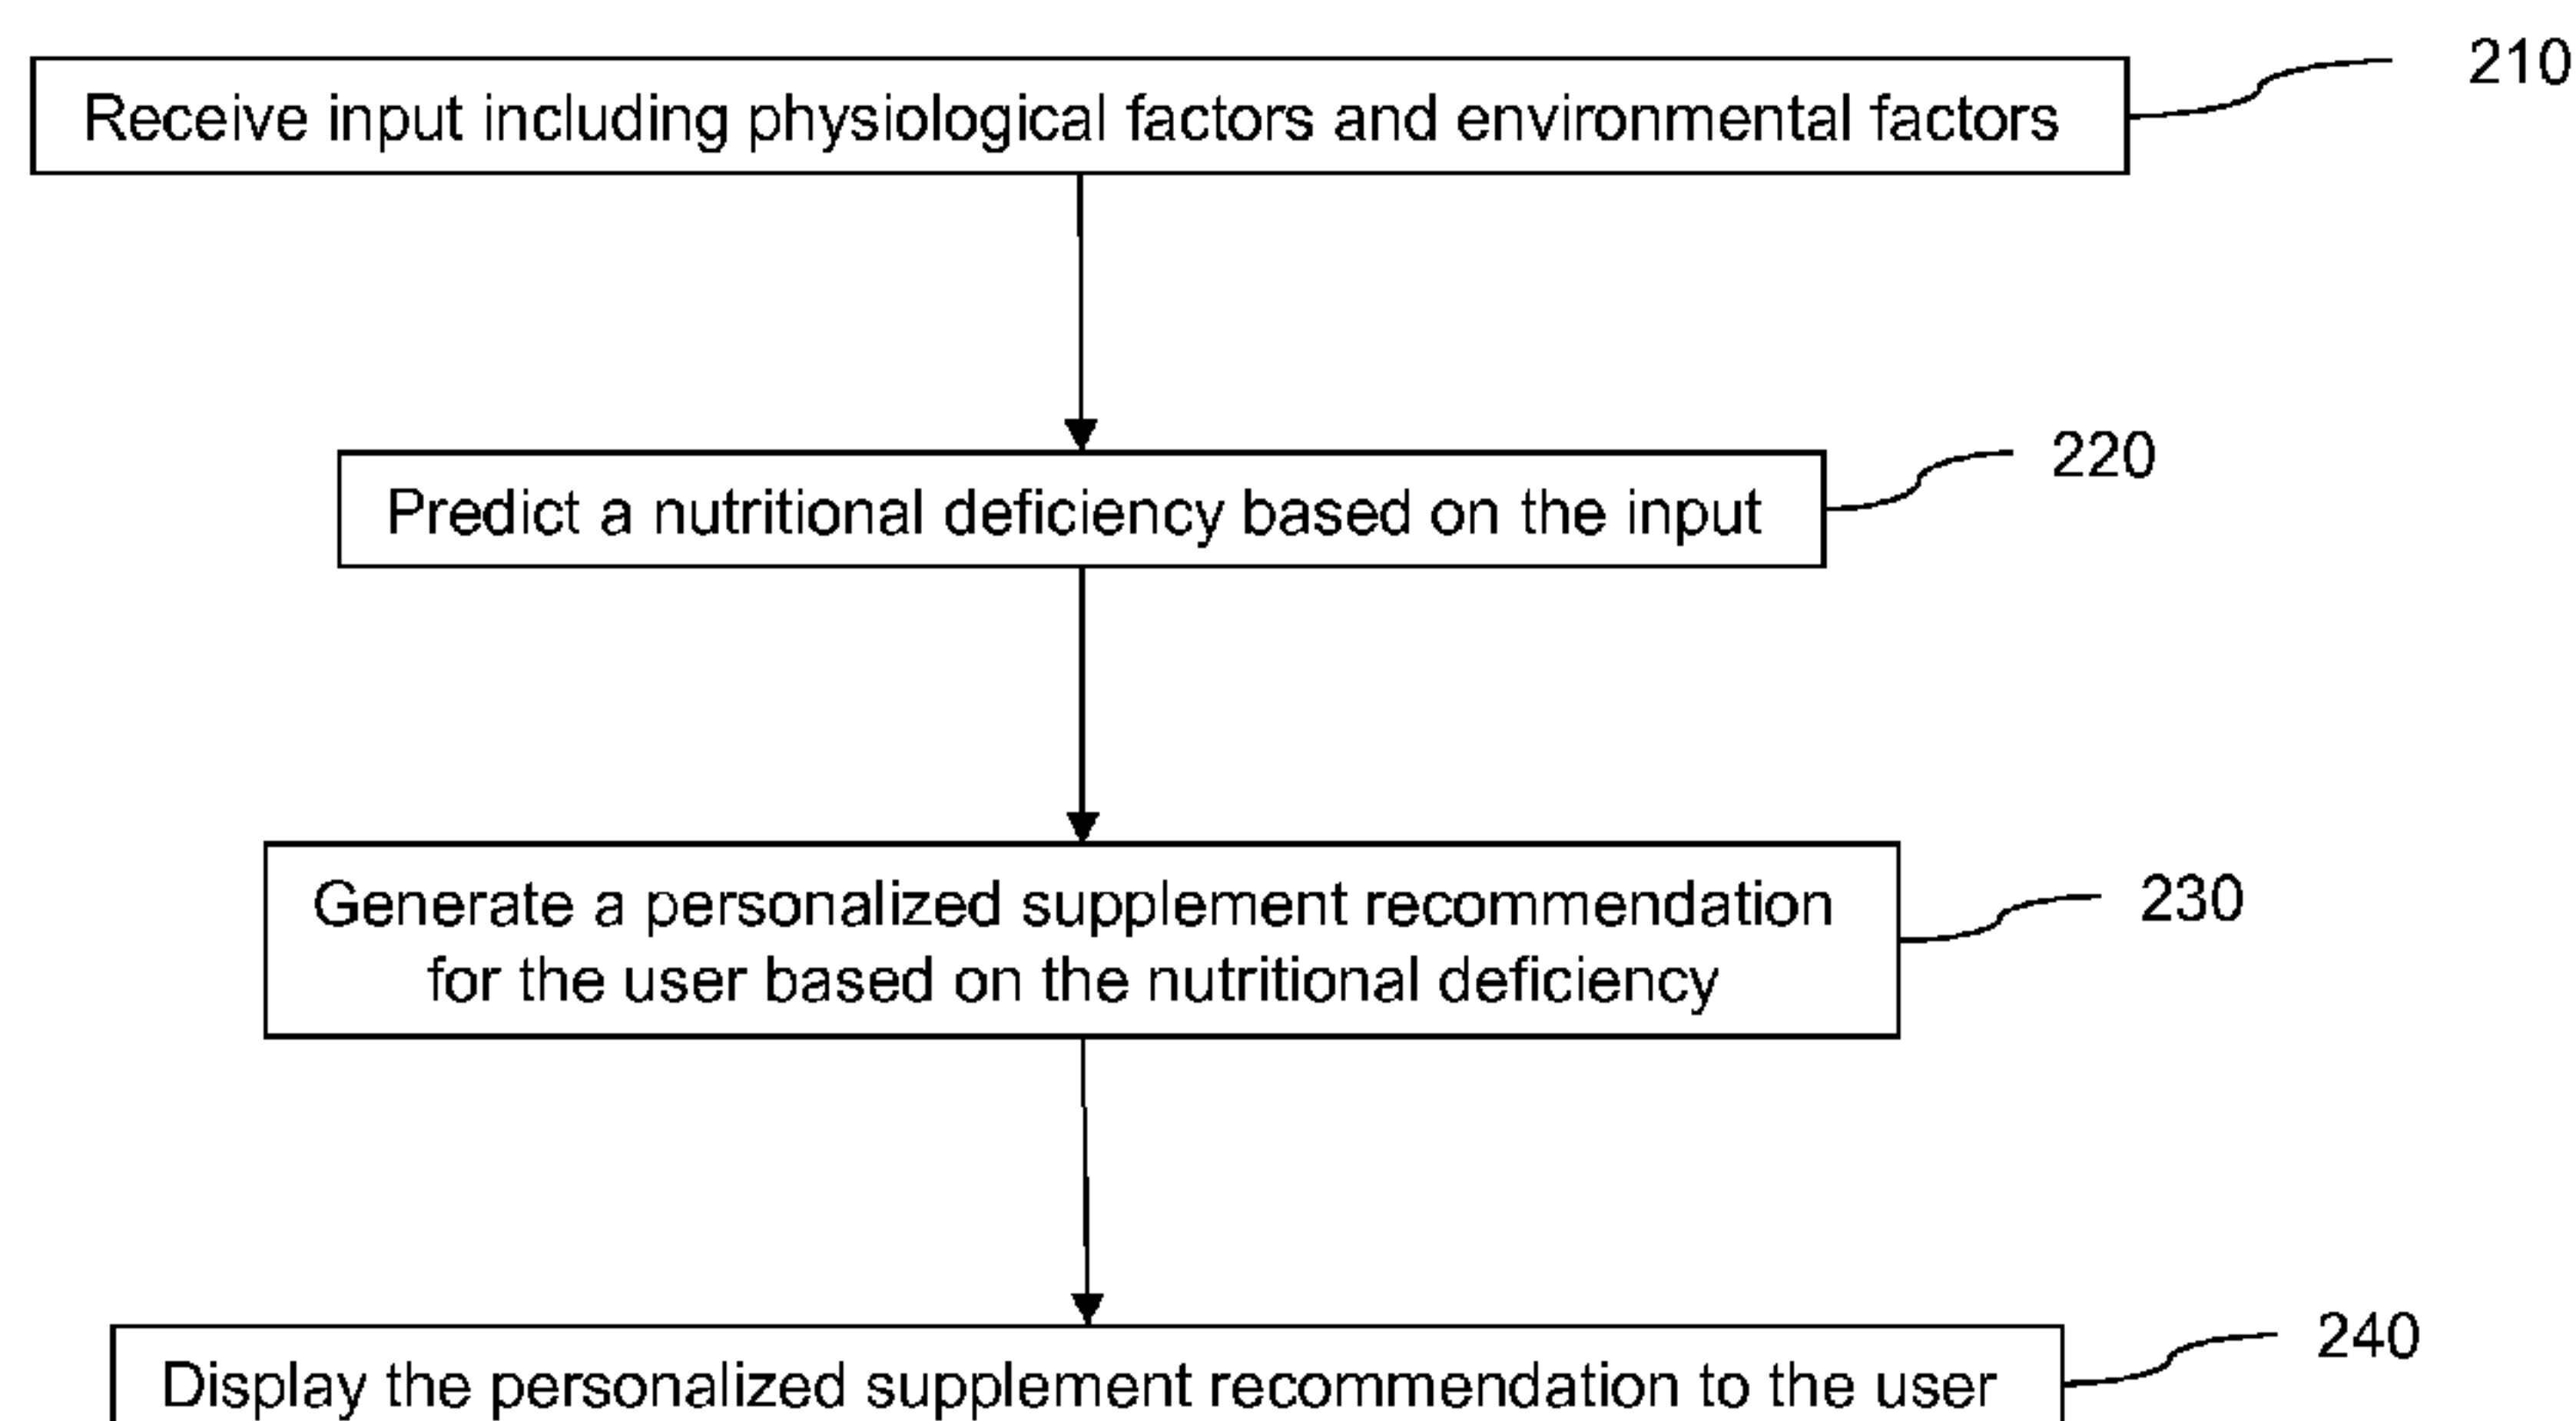 210
Receive input including physiological factors and environmental factors
220
Predict a nutritional deficiency based on the input
230
Generate a personalized supplement recommendation
for the user based on the nutritional deficiency
240
Display the personalized supplement recommendation to the user